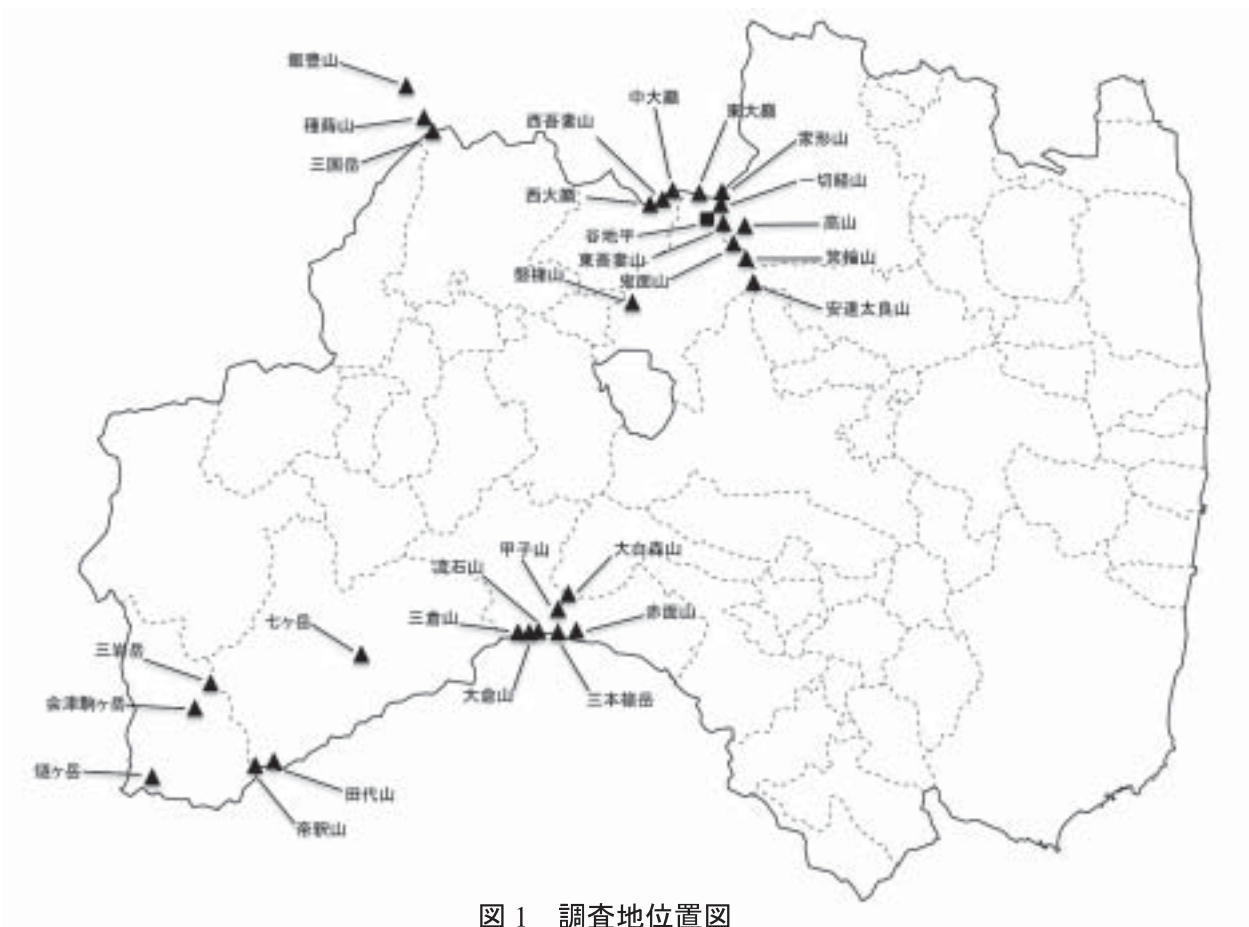 飯豊山
種蒔山
三国岳
中大巓
東大巓
西吾妻山
家形山
一切経山
西大巓
谷地平
高山
東吾妻山
鬼面山
箕輪山
磐梯山
安達太良山
甲子山
大白森山
流石山
三倉山
赤面山
七ヶ岳
三岩岳
大倉山
三本槍岳
会津駒ヶ岳
燧ヶ岳
田代山
帝釈山
図1 調査地位置図